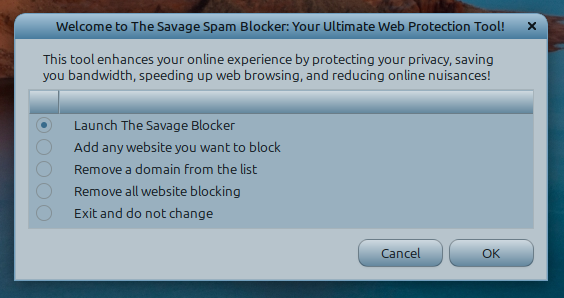 Welcome to The Savage Spam Blocker: Your Ultimate Web Protection Tool!
This tool enhances your online experience by protecting your privacy, saving
you bandwidth, speeding up web browsing, and reducing online nuisances!
Launch The Savage Blocker
Add any website you want to block
Remove a domain from the list
Remove all website blocking
Exit and do not change
Cancel OK